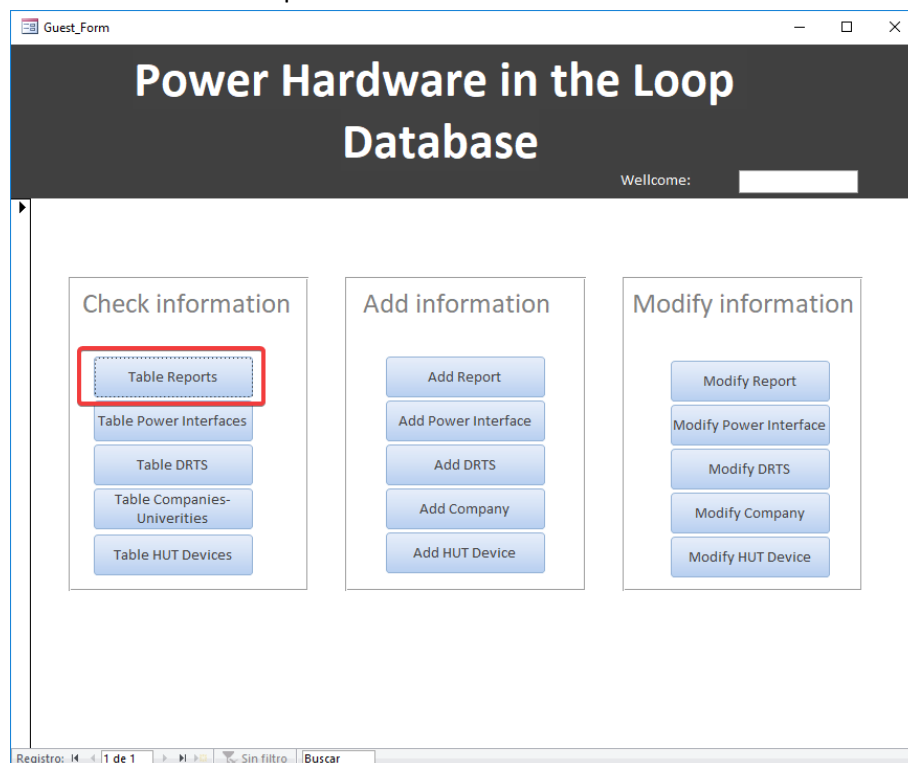 Guest_Form
Power Hardware in the Loop
Database
Wellcome:
Check information
Table Reports
Table Power Interfaces
Table DRTS
Table Companies-
Univerities
Table HUT Devices
Add information
Add Report
Add Power Interface
Add DRTS
Add Company
Add HUT Device
Modify information
Modify Report
Modify Power Interface
Modify DRTS
Modify Company
Modify HUT Device
Registro: 1 de 1 Sin filtro Buscar